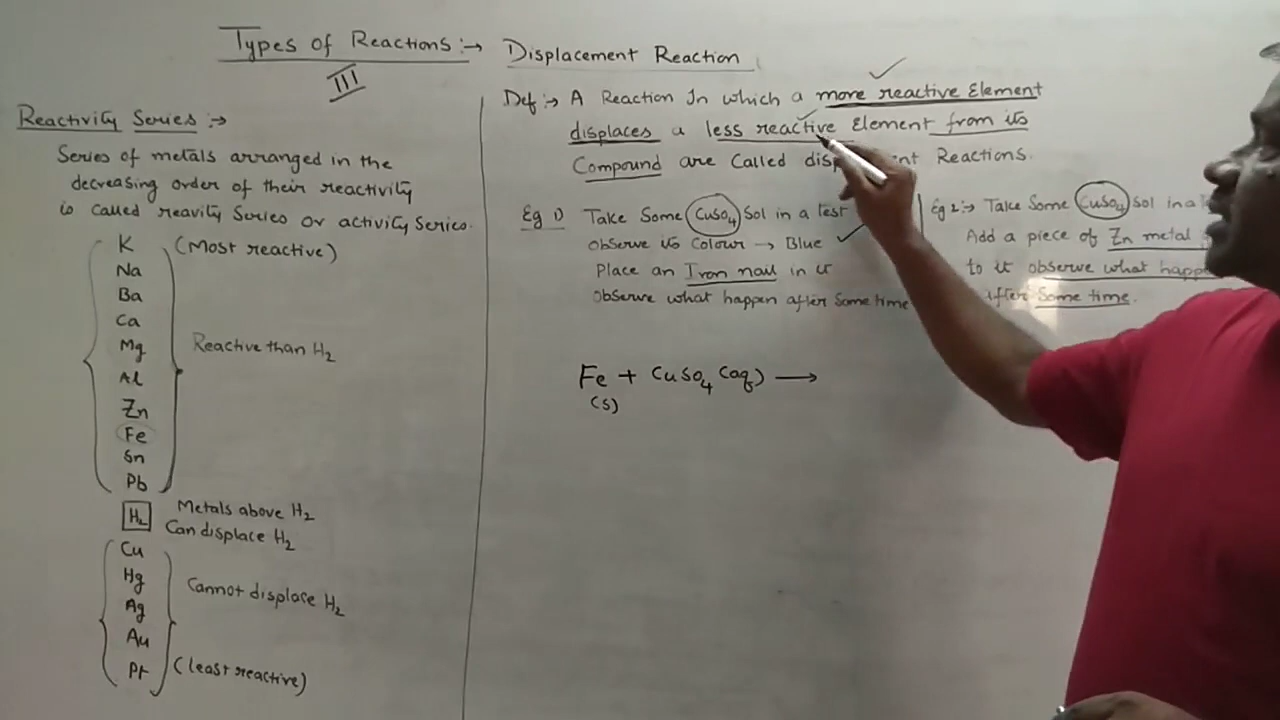 Types of Reactions :→ Displacement Reaction
III
Reactivity Series :→
Series of metals arranged in the
decreasing order of their reactivity
is called reavity Series or activity Series.
K (Most reactive)
Na
Ba
Ca
Mg Reactive than H₂
Al
Zn
Fe
Sn
Pb
H₂ Metals above H₂
Can displace H₂
Cu
Hg Cannot displace H₂
Ag
Au
Pt (least reactive)
Def :→ A Reaction In which a more reactive Element
displaces a less reactive Element from its
Compound are Called Reactions.
Eg 1) Take Some CuSO₄ Sol in a test
Observe its Colour → Blue ✓
Place an Iron nail in it
Observe what happen after Some time
Fe + CuSO₄ (aq) →
(s)
Eg 2 :→ Take Some CuSO₄ Sol in a
Add a piece of Zn metal
to it observe what happen
after Some time.